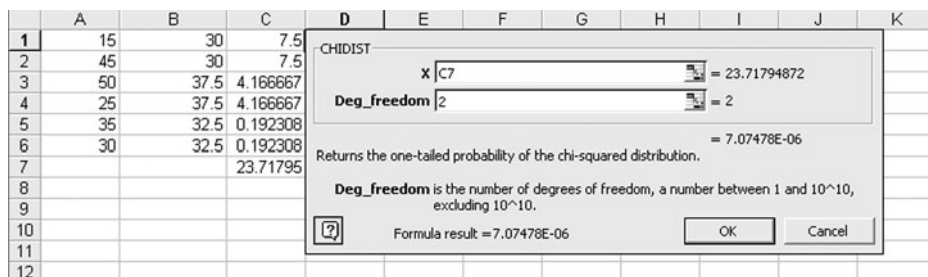 A B C D E F G H I J K
1 15 30 7.5
2 45 30 7.5
3 50 37.5 4.166667
4 25 37.5 4.166667
5 35 32.5 0.192308
6 30 32.5 0.192308
7 23.71795
8
9
10
11
12
CHIDIST
X C7 = 23.71794872
Deg_freedom 2 = 2
= 7.07478E-06
Returns the one-tailed probability of the chi-squared distribution.
Deg_freedom is the number of degrees of freedom, a number between 1 and 10^10,
excluding 10^10.
Formula result =7.07478E-06
OK Cancel